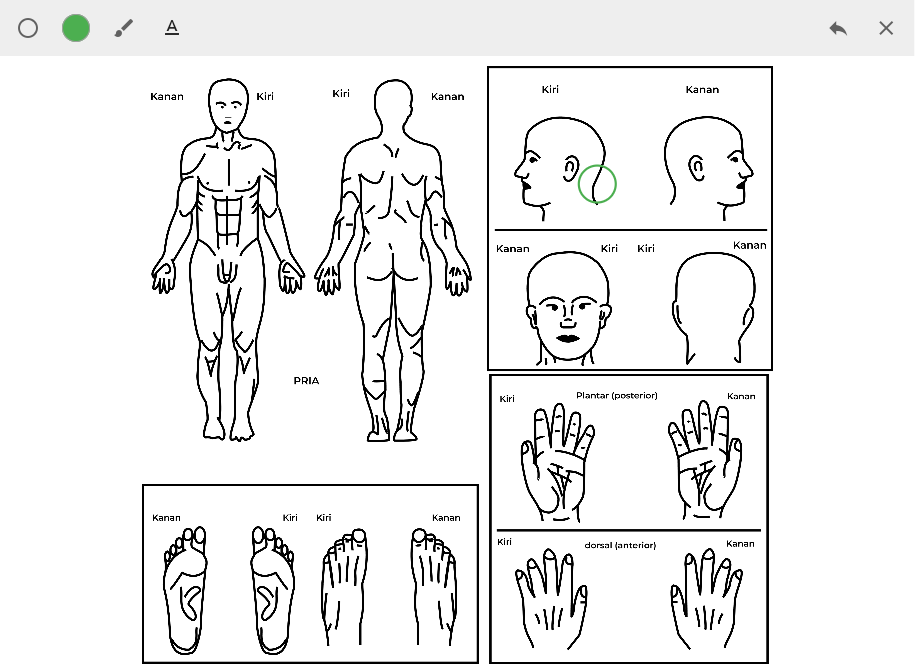 A
Kanan Kiri Kiri Kanan
Kiri Kanan
Kanan Kiri Kiri Kanan
PRIA
Kiri Plantar (posterior) Kanan
Kanan Kiri Kiri Kanan
Kiri dorsal (anterior) Kanan